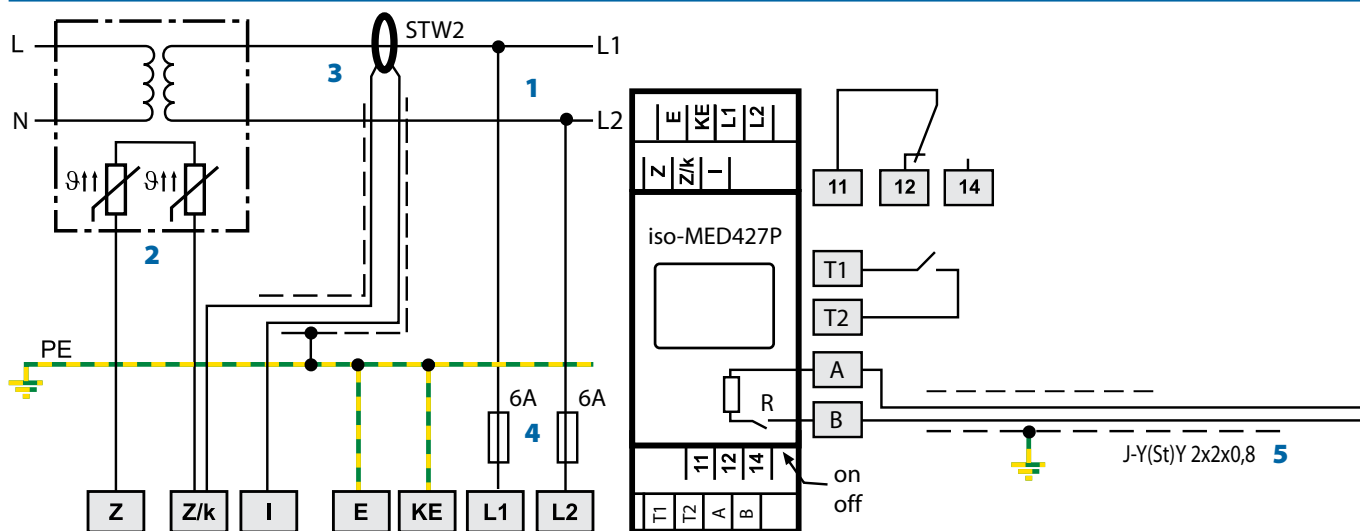 L
STW2
L1
3
1
N
L2
E KE L1 L2
Z Z/k I
11 12 14
ϑ↑↑ ϑ↑↑
2
iso-MED427P
T1
T2
PE
A
R
B
6A 6A
4
J-Y(St)Y 2x2x0,8 5
11 12 14
on
off
Z Z/k I E KE L1 L2
T1 T2 A B